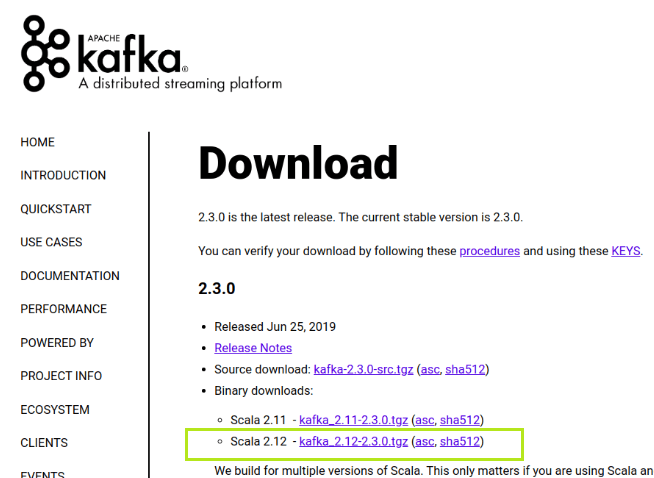 APACHE
kafka®
A distributed streaming platform
HOME
INTRODUCTION
QUICKSTART
USE CASES
DOCUMENTATION
PERFORMANCE
POWERED BY
PROJECT INFO
ECOSYSTEM
CLIENTS
EVENTS
Download
2.3.0 is the latest release. The current stable version is 2.3.0.
You can verify your download by following these procedures and using these KEYS.
2.3.0
• Released Jun 25, 2019
• Release Notes
• Source download: kafka-2.3.0-src.tgz (asc, sha512)
• Binary downloads:
◦ Scala 2.11 - kafka_2.11-2.3.0.tgz (asc, sha512)
◦ Scala 2.12 - kafka_2.12-2.3.0.tgz (asc, sha512)
We build for multiple versions of Scala. This only matters if you are using Scala an